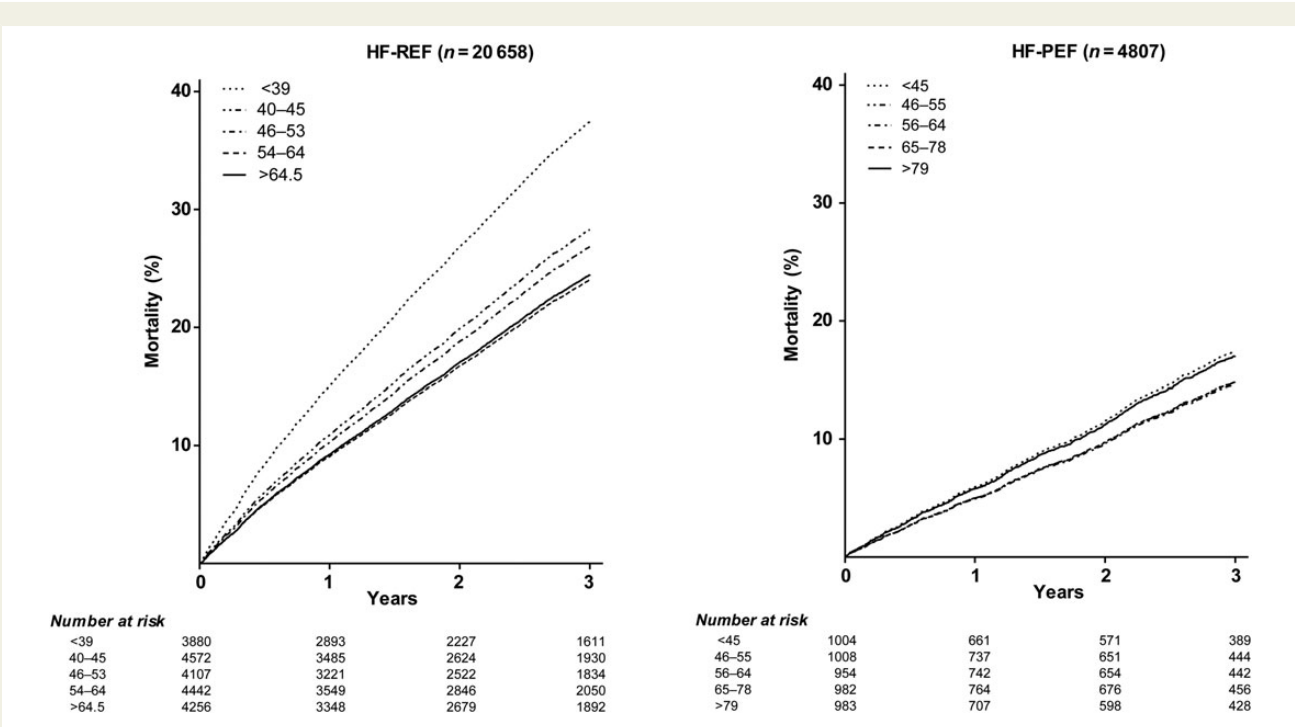 HF-REF (n = 20 658)
40
30
20
10
Mortality (%)
<39
40–45
46–53
54–64
>64.5
0 1 2 3
Years
Number at risk
<39 3880 2893 2227 1611
40–45 4572 3485 2624 1930
46–53 4107 3221 2522 1834
54–64 4442 3549 2846 2050
>64.5 4256 3348 2679 1892
HF-PEF (n = 4807)
40
30
20
10
Mortality (%)
<45
46–55
56–64
65–78
>79
0 1 2 3
Years
Number at risk
<45 1004 661 571 389
46–55 1008 737 651 444
56–64 954 742 654 442
65–78 982 764 676 456
>79 983 707 598 428